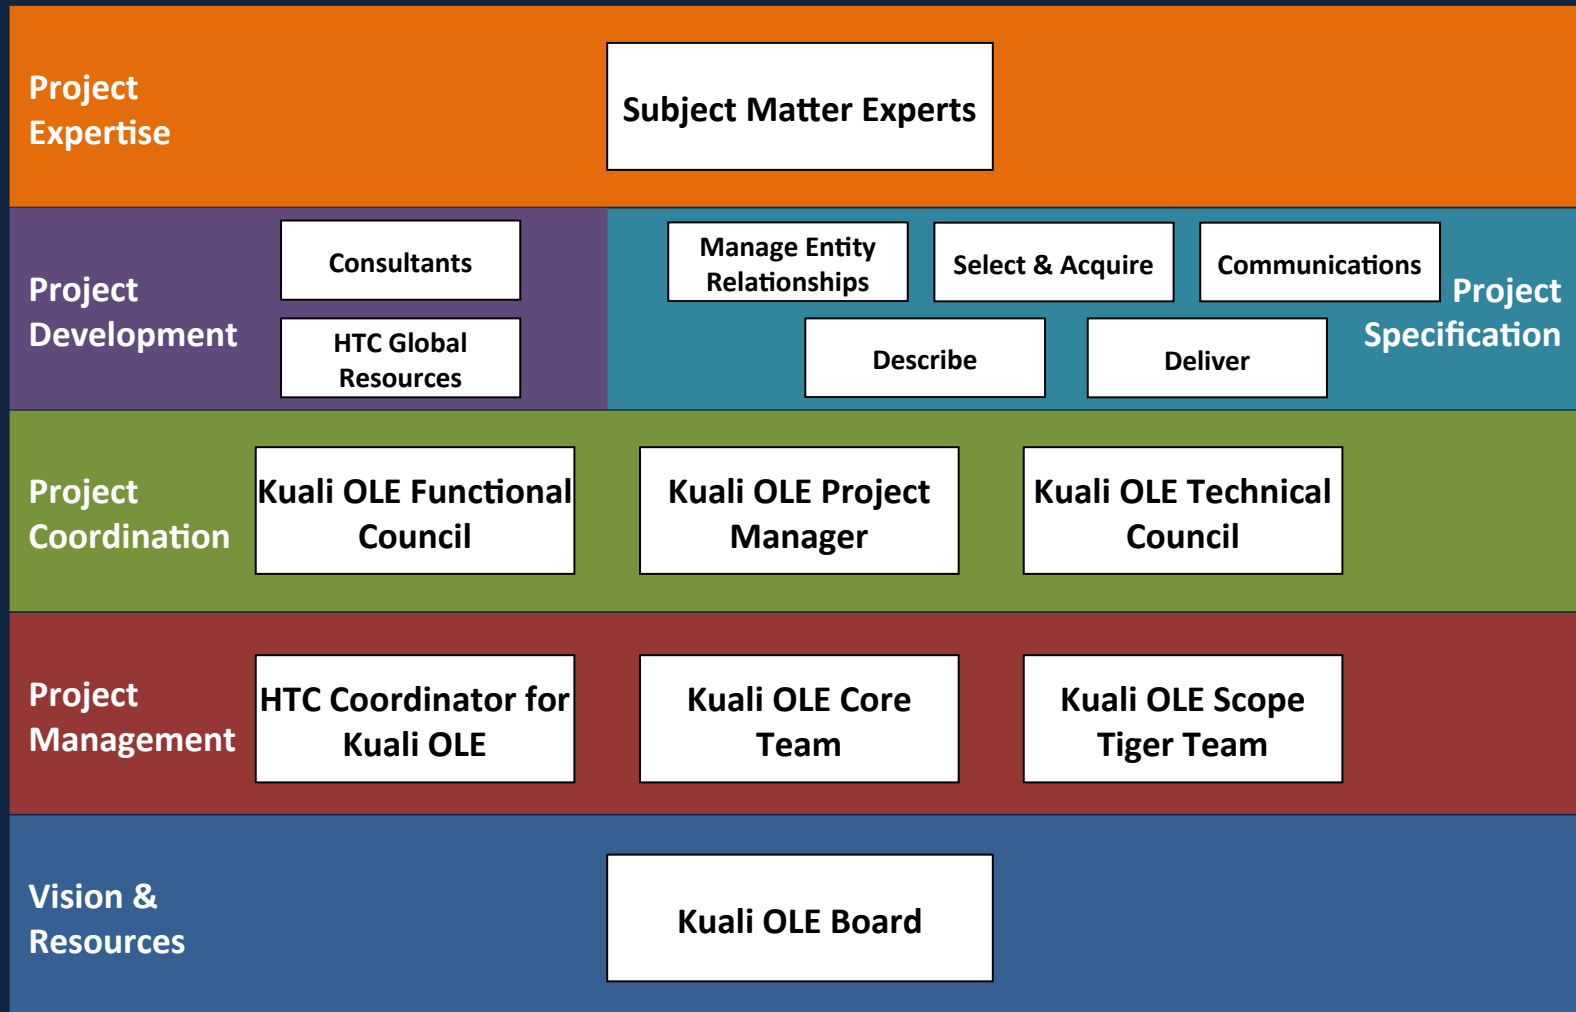 Project
Expertise
Subject Matter Experts
Project
Development
Consultants
HTC Global
Resources
Manage Entity
Relationships
Select & Acquire
Communications
Describe
Deliver
Project
Specification
Project
Coordination
Kuali OLE Functional
Council
Kuali OLE Project
Manager
Kuali OLE Technical
Council
Project
Management
HTC Coordinator for
Kuali OLE
Kuali OLE Core
Team
Kuali OLE Scope
Tiger Team
Vision &
Resources
Kuali OLE Board